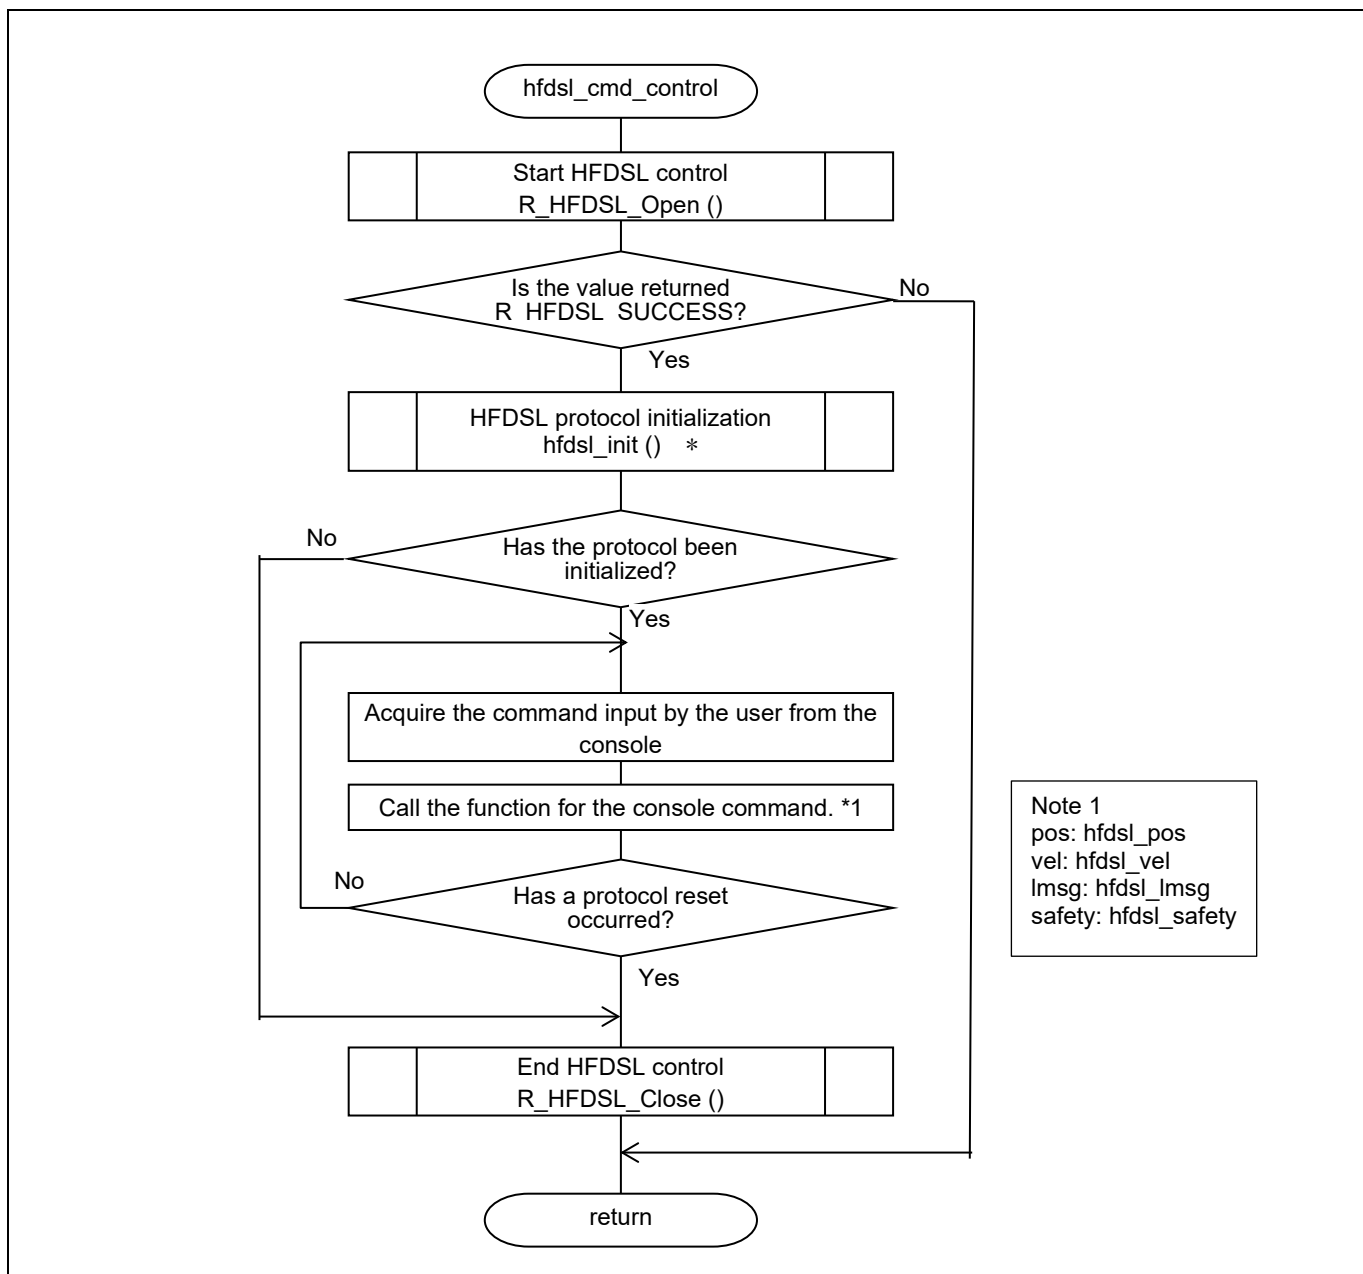 hfdsl_cmd_control
Start HFDSL control
R_HFDSL_Open ()
Is the value returned
R HFDSL SUCCESS?
No
Yes
HFDSL protocol initialization
hfdsl_init () *
No
Has the protocol been
initialized?
Yes
Acquire the command input by the user from the
console
Call the function for the console command. *1
Note 1
pos: hfdsl_pos
vel: hfdsl_vel
lmsg: hfdsl_lmsg
safety: hfdsl_safety
No
Has a protocol reset
occurred?
Yes
End HFDSL control
R_HFDSL_Close ()
return